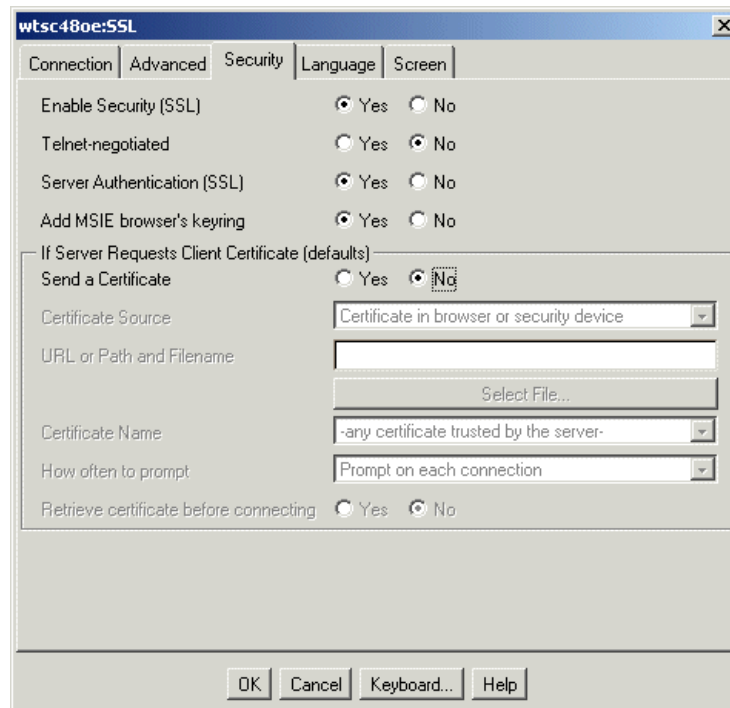 wtsc48oe:SSL
Connection Advanced Security Language Screen
Enable Security (SSL) Yes No
Telnet-negotiated Yes No
Server Authentication (SSL) Yes No
Add MSIE browser's keyring Yes No
If Server Requests Client Certificate (defaults)
Send a Certificate Yes No
Certificate Source Certificate in browser or security device
URL or Path and Filename
Select File...
Certificate Name -any certificate trusted by the server-
How often to prompt Prompt on each connection
Retrieve certificate before connecting Yes No
OK Cancel Keyboard... Help